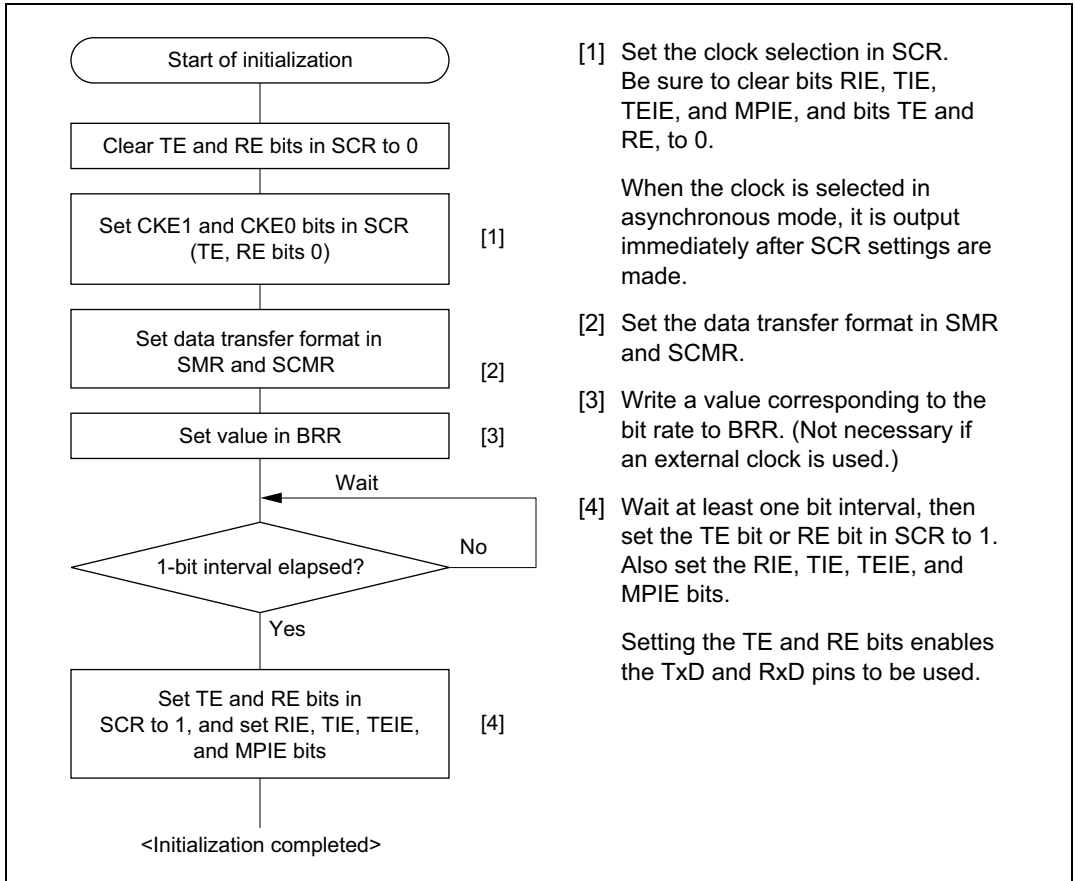 Start of initialization
Clear TE and RE bits in SCR to 0
Set CKE1 and CKE0 bits in SCR
(TE, RE bits 0)
[1]
Set data transfer format in
SMR and SCMR
[2]
Set value in BRR
[3]
Wait
1-bit interval elapsed?
No
Yes
Set TE and RE bits in
SCR to 1, and set RIE, TIE, TEIE,
and MPIE bits
[4]
<Initialization completed>
[1] Set the clock selection in SCR.
Be sure to clear bits RIE, TIE,
TEIE, and MPIE, and bits TE and
RE, to 0.
When the clock is selected in
asynchronous mode, it is output
immediately after SCR settings are
made.
[2] Set the data transfer format in SMR
and SCMR.
[3] Write a value corresponding to the
bit rate to BRR. (Not necessary if
an external clock is used.)
[4] Wait at least one bit interval, then
set the TE bit or RE bit in SCR to 1.
Also set the RIE, TIE, TEIE, and
MPIE bits.
Setting the TE and RE bits enables
the TxD and RxD pins to be used.